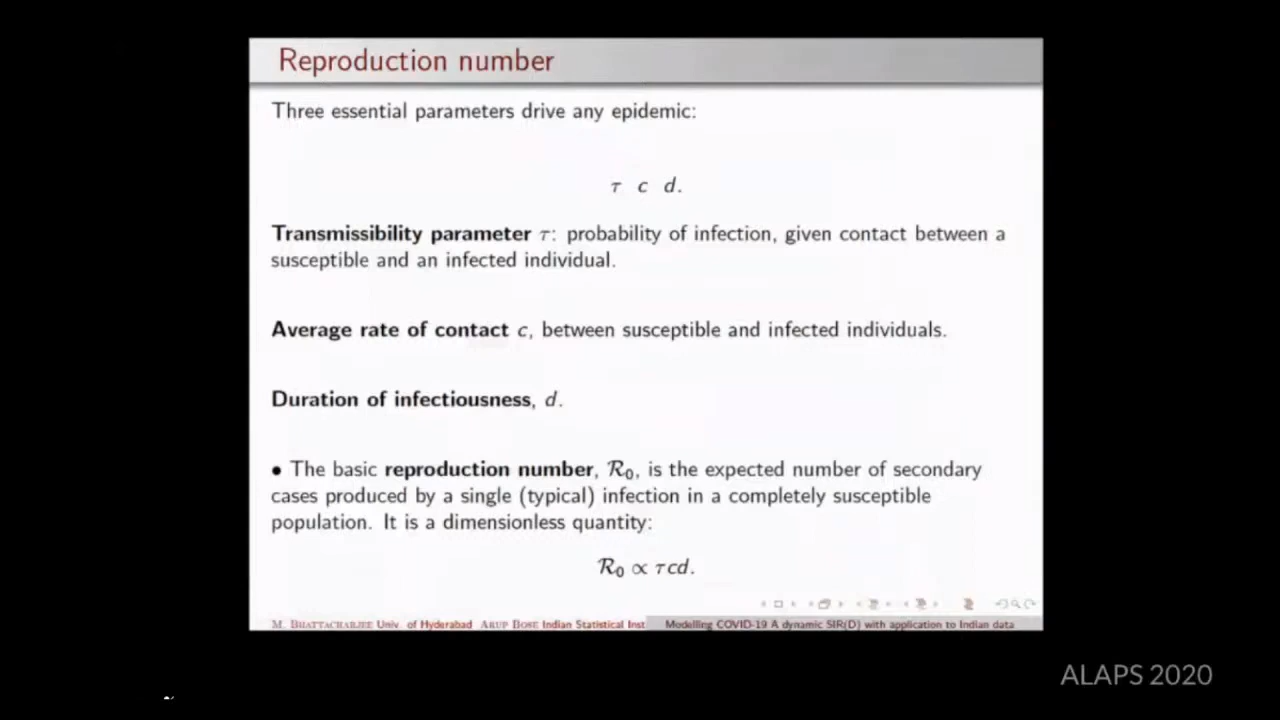 Reproduction number
Three essential parameters drive any epidemic:
τ c d.
Transmissibility parameter τ: probability of infection, given contact between a
susceptible and an infected individual.
Average rate of contact c, between susceptible and infected individuals.
Duration of infectiousness, d.
• The basic reproduction number, ℛ₀, is the expected number of secondary
cases produced by a single (typical) infection in a completely susceptible
population. It is a dimensionless quantity:
ℛ₀ ∝ τcd.
M. BHATTACHARJEE Univ. of Hyderabad ARUP BOSE Indian Statistical Inst
Modelling COVID-19 A dynamic SIR(D) with application to Indian data
ALAPS 2020